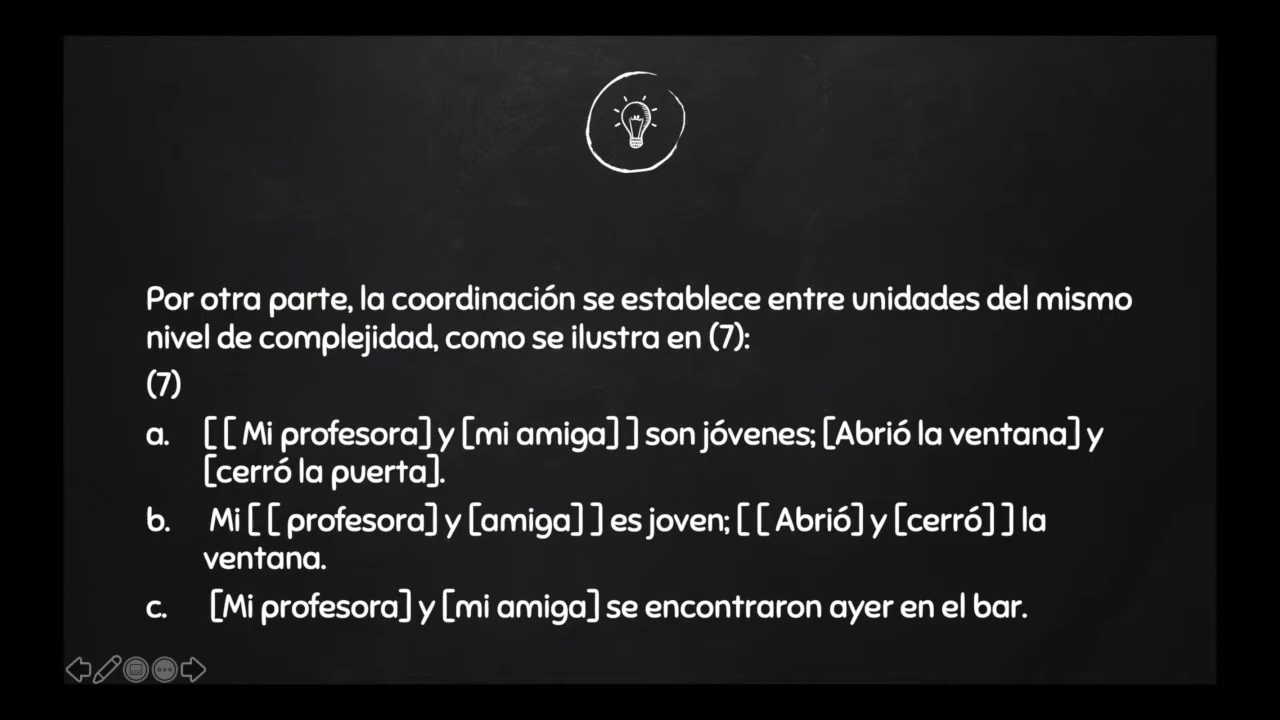 Por otra parte, la coordinación se establece entre unidades del mismo
nivel de complejidad, como se ilustra en (7):
(7)
a. [ [ Mi profesora] y [mi amiga] ] son jóvenes; [Abrió la ventana] y
[cerró la puerta].
b. Mi [ [ profesora] y [amiga] ] es joven; [ [ Abrió] y [cerró] ] la
ventana.
c. [Mi profesora] y [mi amiga] se encontraron ayer en el bar.